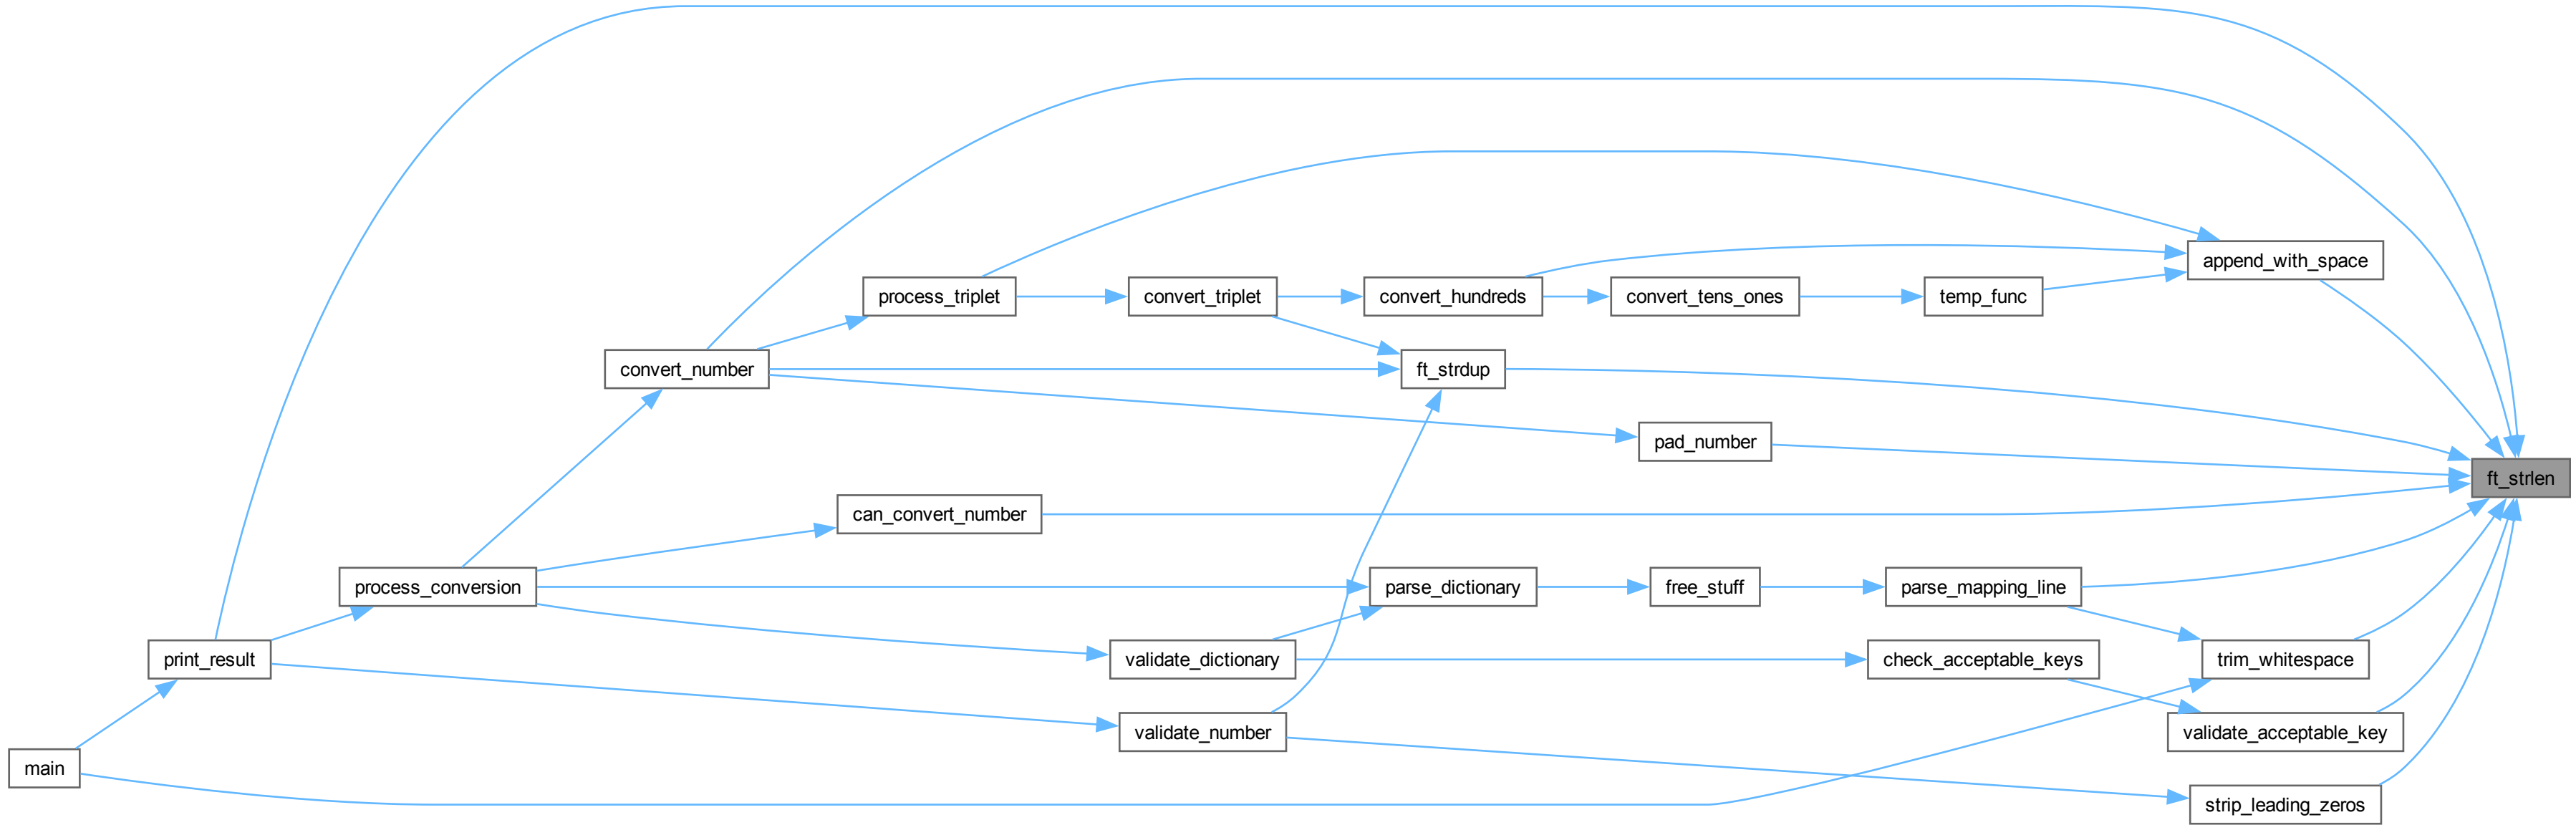 append_with_space
process_triplet
convert_triplet
convert_hundreds
convert_tens_ones
temp_func
convert_number
ft_strdup
pad_number
ft_strlen
can_convert_number
process_conversion
parse_dictionary
free_stuff
parse_mapping_line
print_result
validate_dictionary
check_acceptable_keys
trim_whitespace
validate_number
validate_acceptable_key
main
strip_leading_zeros